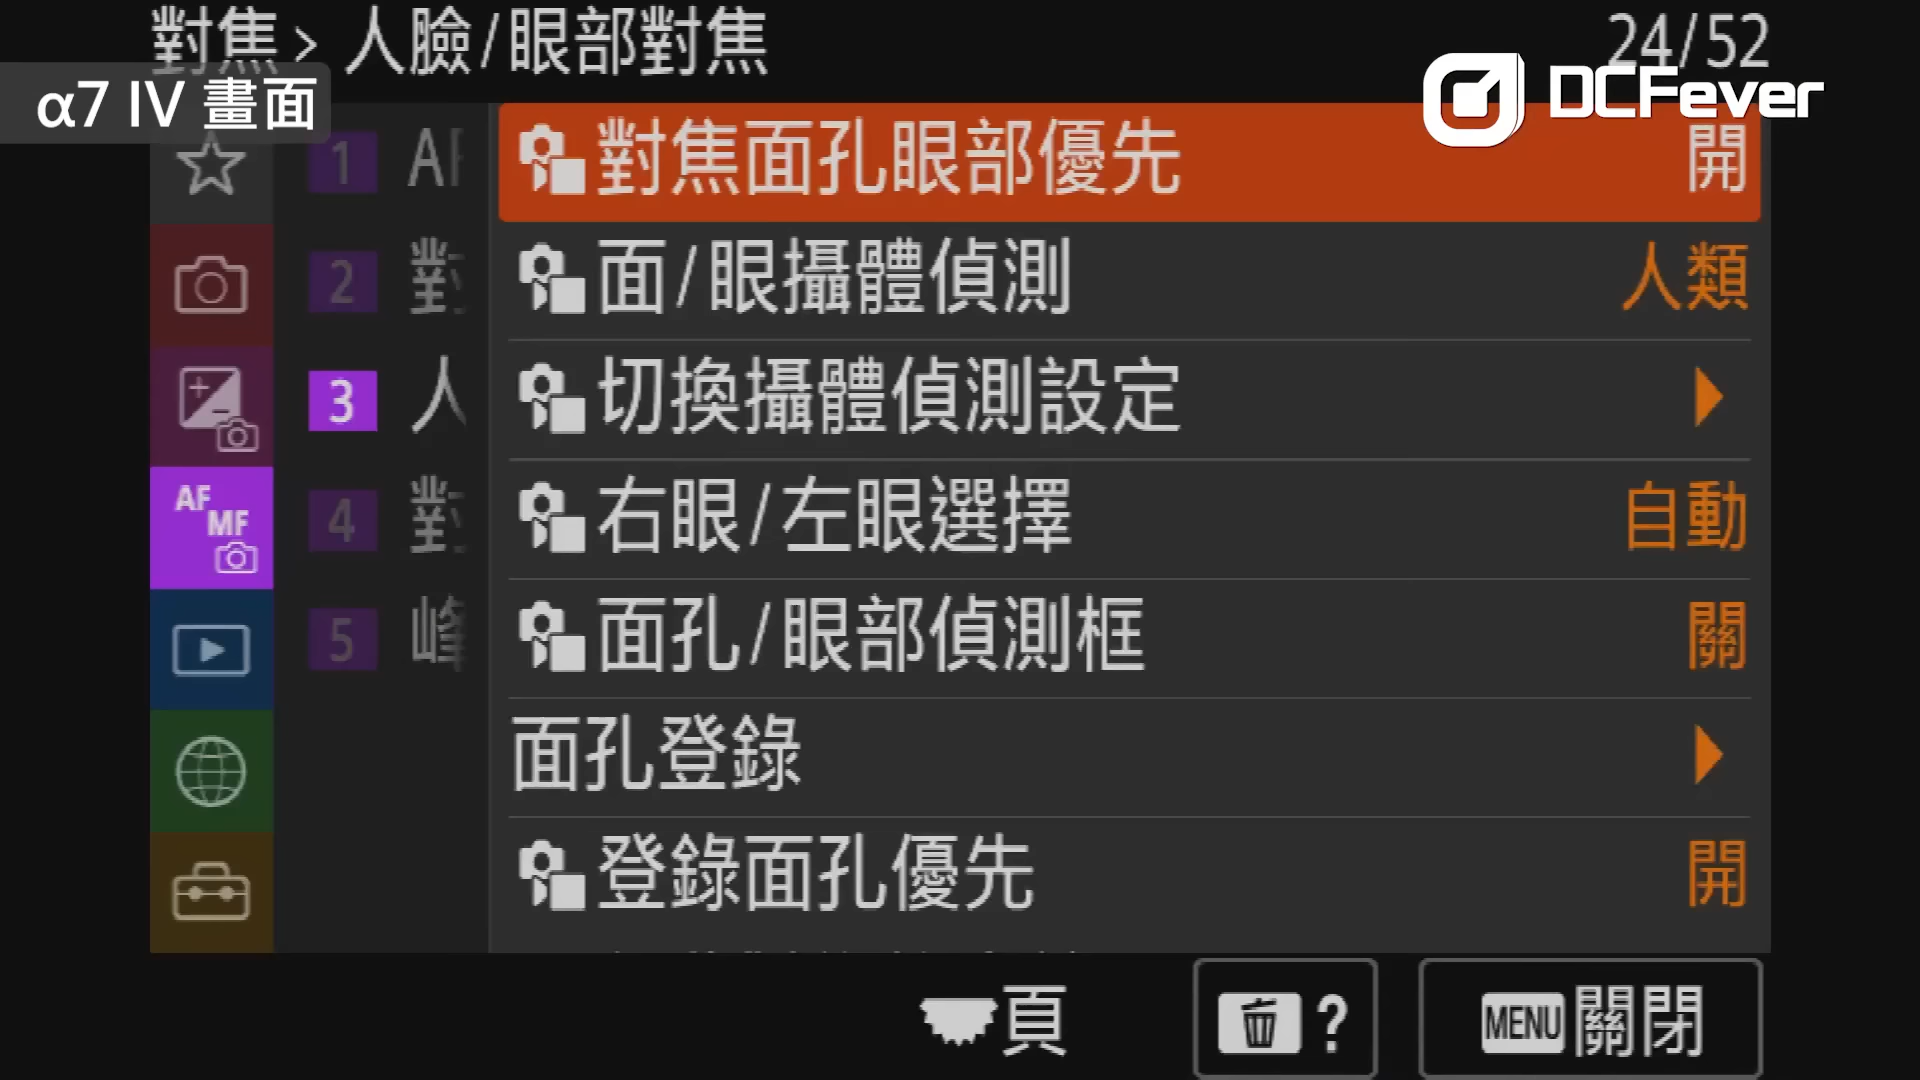 對焦> 人臉/眼部對焦
24/52
α7 IV 畫面
DCFever
1
2 對
3 人
4 對
5 峰
對焦面孔眼部優先 開
面/眼攝體偵測 人類
切換攝體偵測設定
右眼/左眼選擇 自動
面孔/眼部偵測框 關
面孔登錄
登錄面孔優先 開
AF
MF
頁
?
MENU 關閉